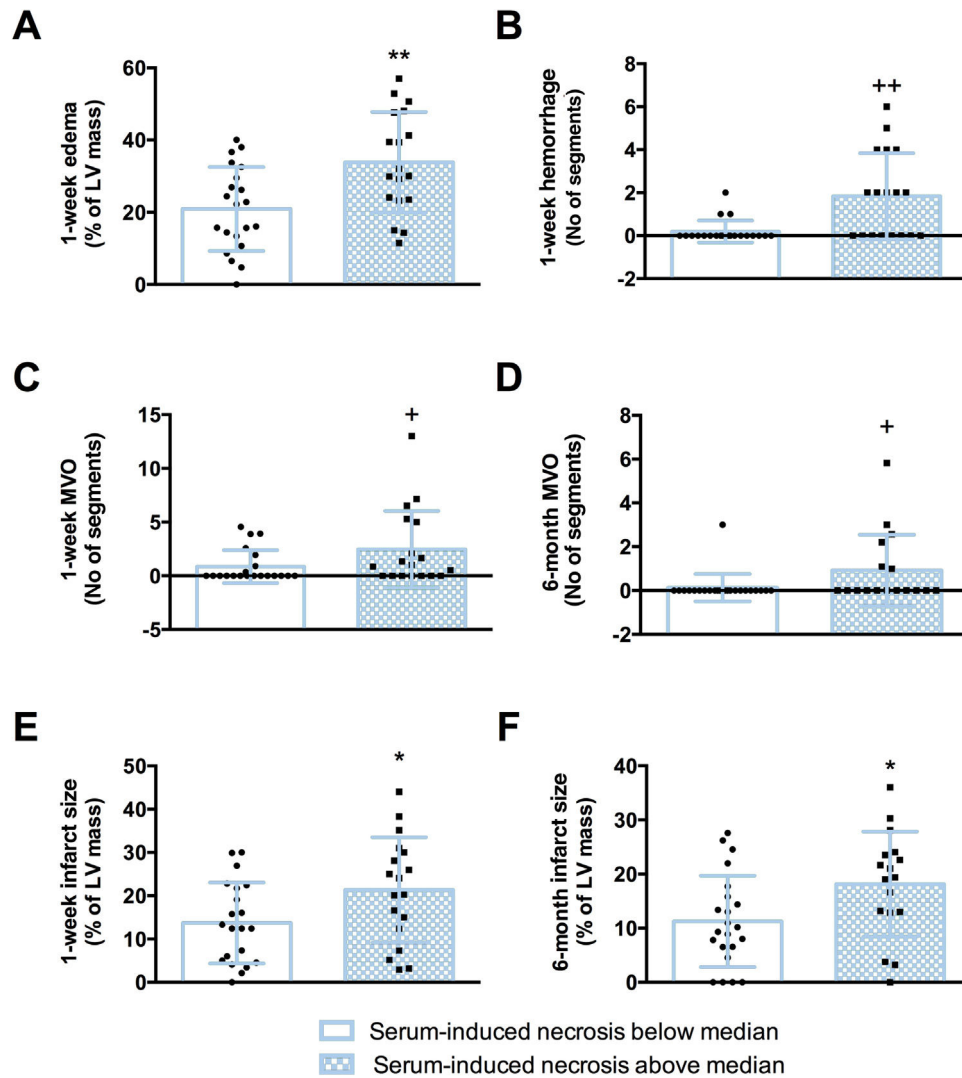 A
1-week edema
(% of LV mass)
60
40
20
0
**
B
1-week hemorrhage
(No of segments)
8
6
4
2
0
-2
++
C
1-week MVO
(No of segments)
15
10
5
0
-5
+
D
6-month MVO
(No of segments)
8
6
4
2
0
-2
+
E
1-week infarct size
(% of LV mass)
50
40
30
20
10
0
*
F
6-month infarct size
(% of LV mass)
40
30
20
10
0
*
Serum-induced necrosis below median
Serum-induced necrosis above median